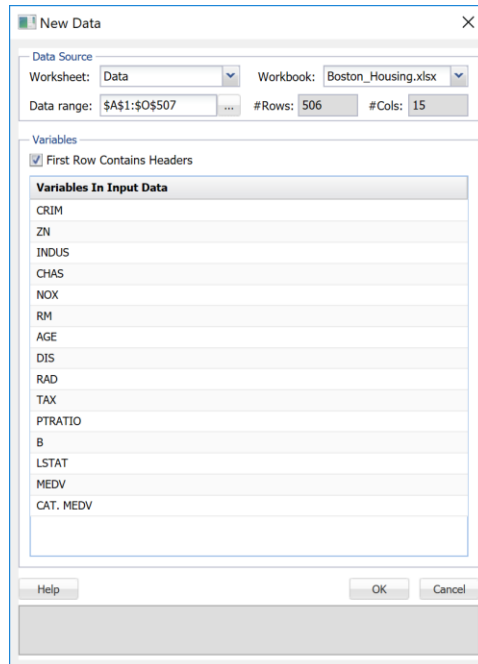 New Data
Data Source
Worksheet: Data Workbook: Boston_Housing.xlsx
Data range: $A$1:$O$507 ... #Rows: 506 #Cols: 15
Variables
First Row Contains Headers
Variables In Input Data
CRIM
ZN
INDUS
CHAS
NOX
RM
AGE
DIS
RAD
TAX
PTRATIO
B
LSTAT
MEDV
CAT. MEDV
Help OK Cancel